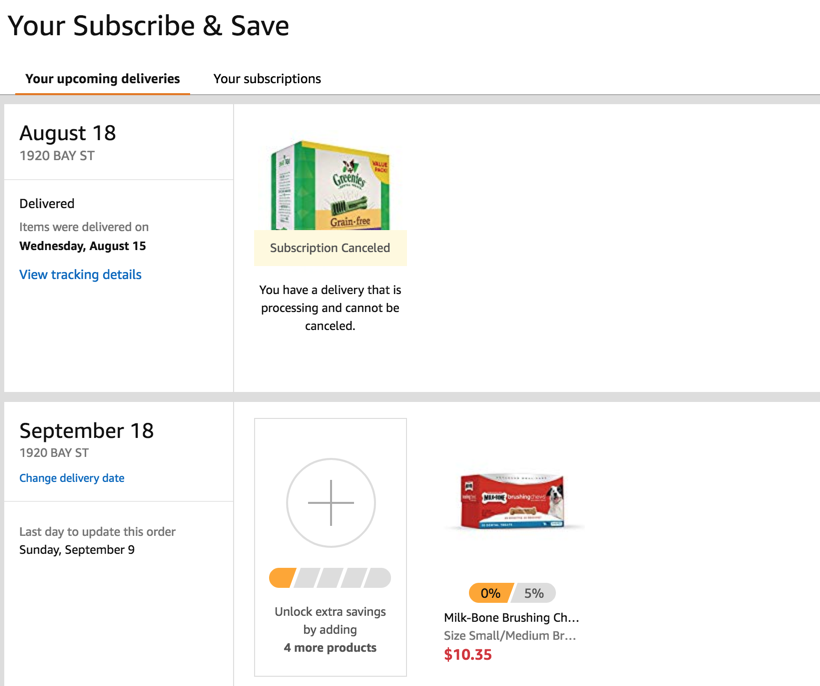 Your Subscribe & Save
Your upcoming deliveries
Your subscriptions
August 18
1920 BAY ST
Delivered
Items were delivered on
Wednesday, August 15
View tracking details
VALUE
PACK!
Greenies
Grain-free
Subscription Canceled
You have a delivery that is
processing and cannot be
canceled.
September 18
1920 BAY ST
Change delivery date
Last day to update this order
Sunday, September 9
Unlock extra savings
by adding
4 more products
MILK-BONE
brushing chews
0%
5%
Milk-Bone Brushing Ch...
Size Small/Medium Br...
$10.35